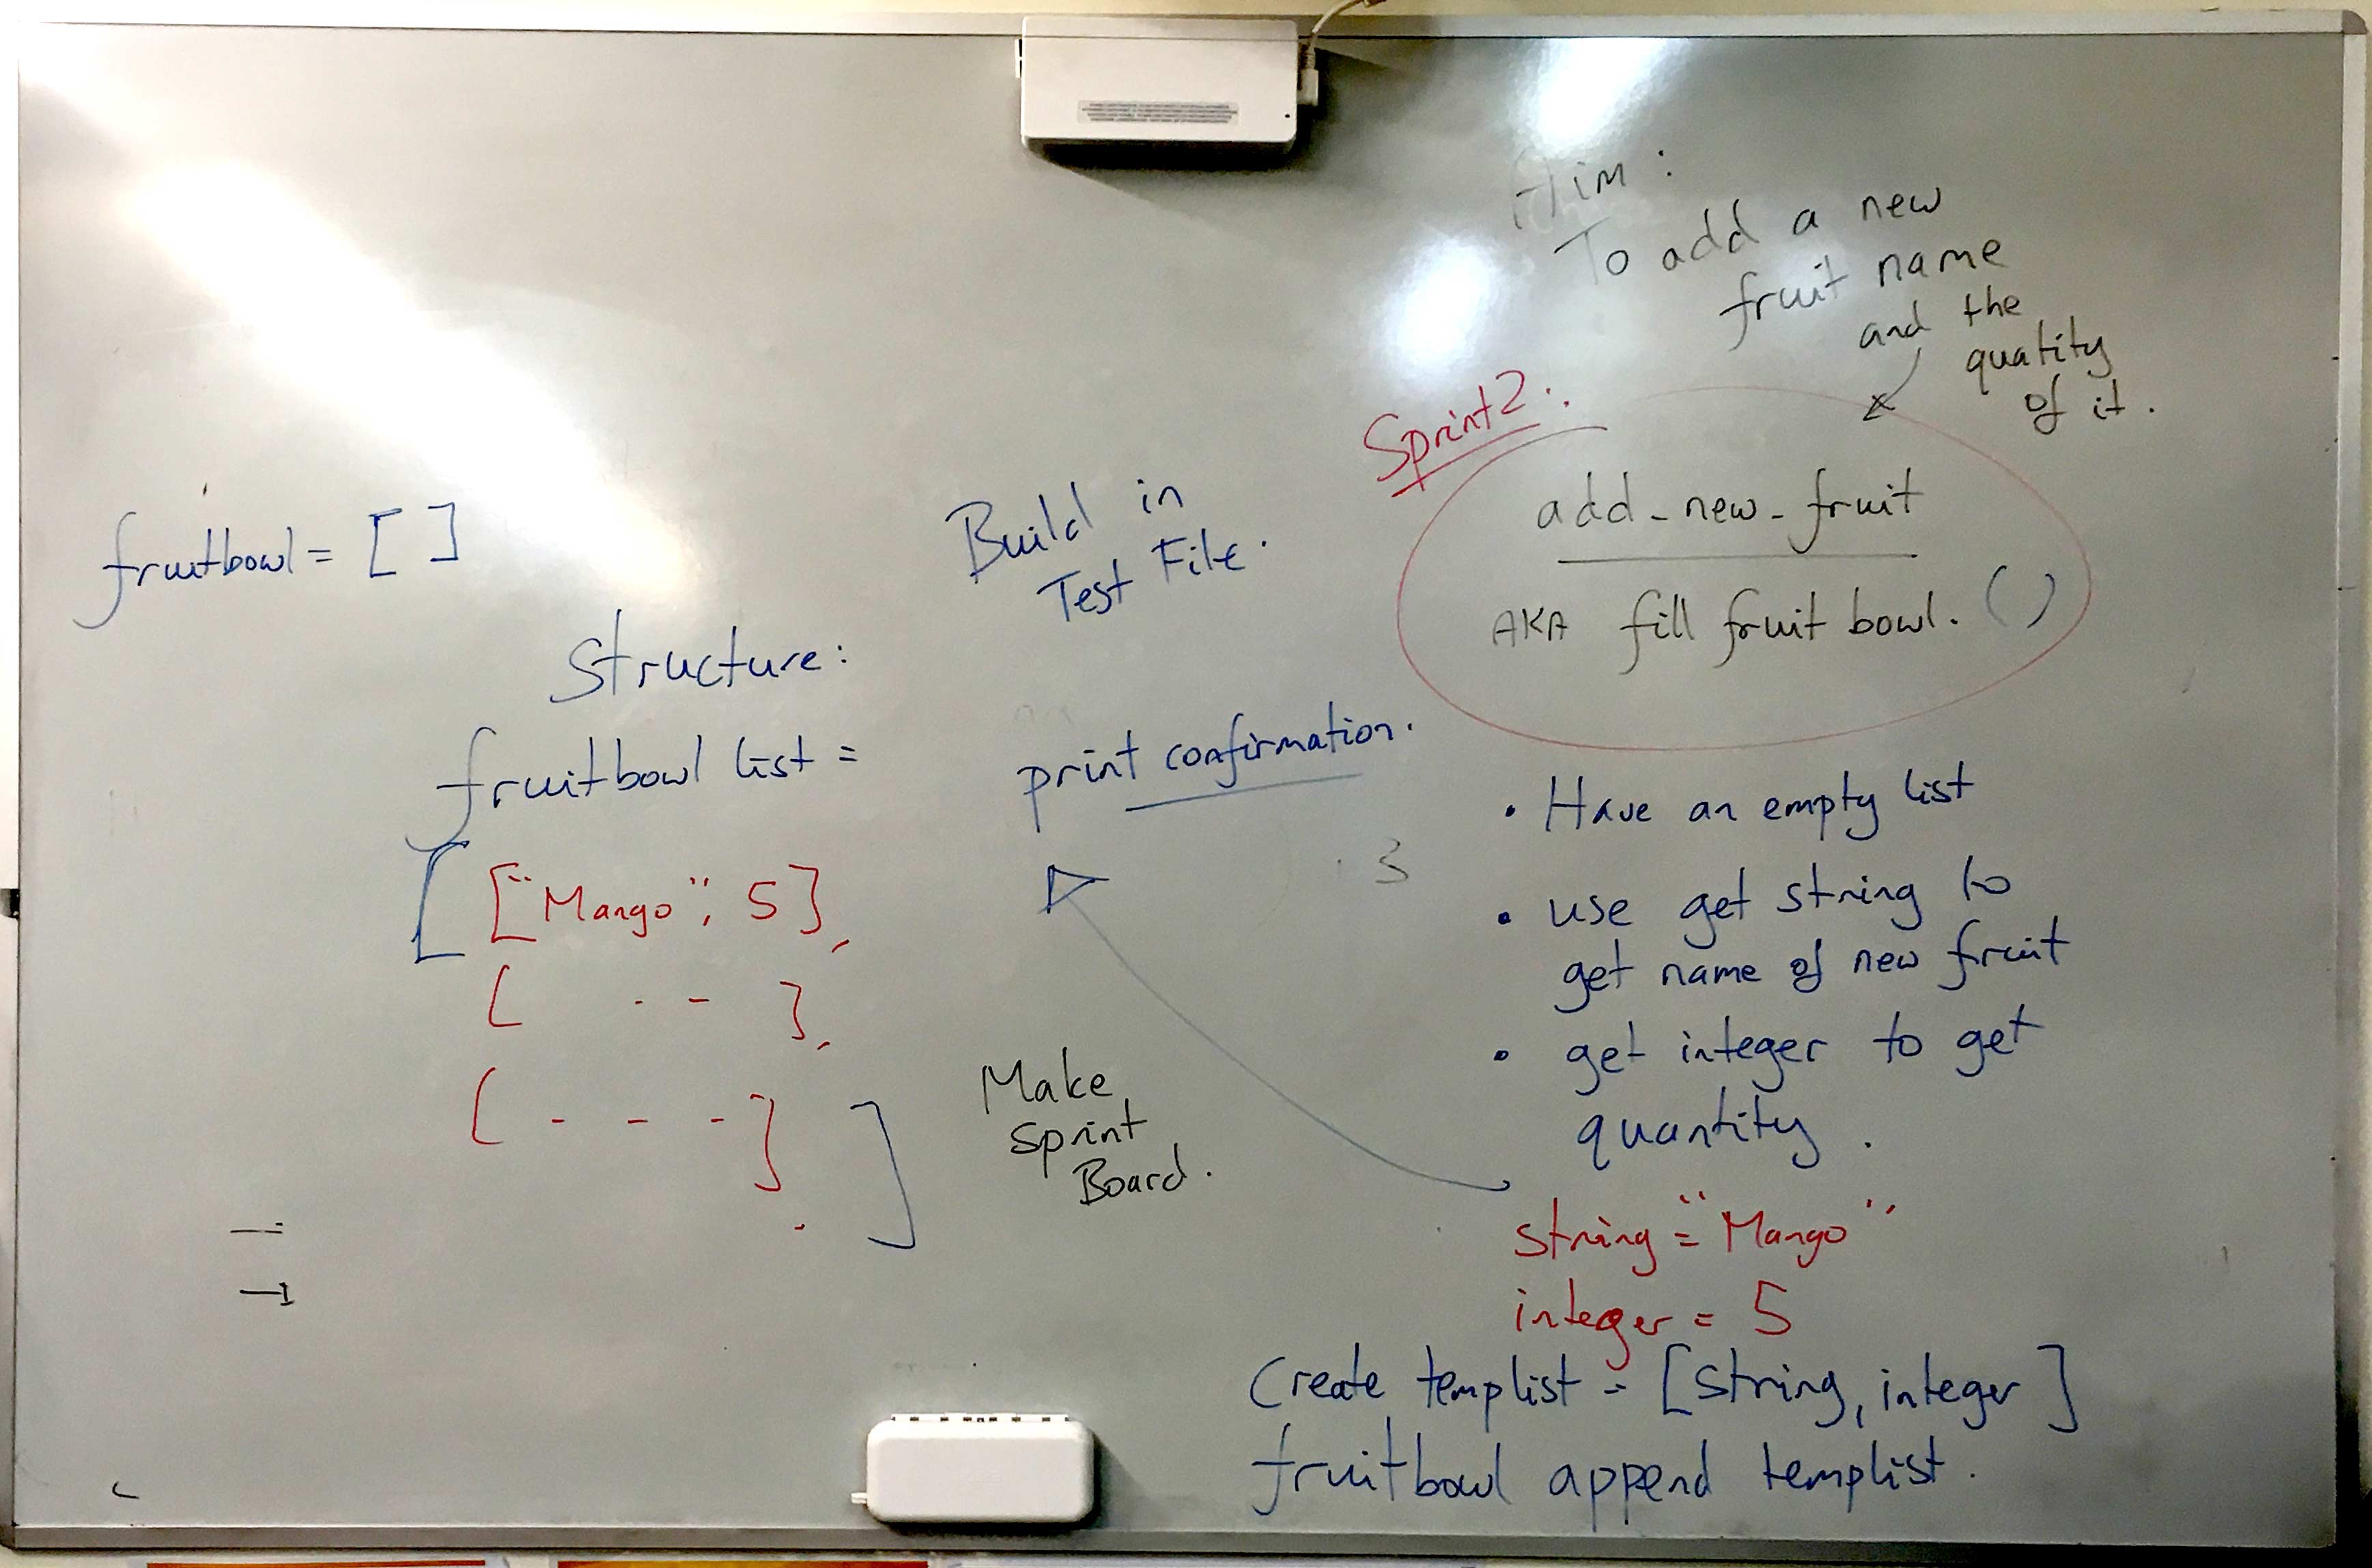 Aim :
To add a new
fruit name
and the
quatity
of it .
Sprint 2 :
add_new_fruit
AKA fill fruit bowl. ( )
fruitbowl = [ ]
Build in
Test File .
Structure :
fruitbowl list =
[ ["Mango", 5],
[ - - ],
[ - - - ] ]
print confirmation .
3
Make
sprint
Board .
• Have an empty list
• use get string to
get name of new fruit
• get integer to get
quantity .
string = "Mango"
integer = 5
Create templist = [string, integer ]
fruitbowl append templist .